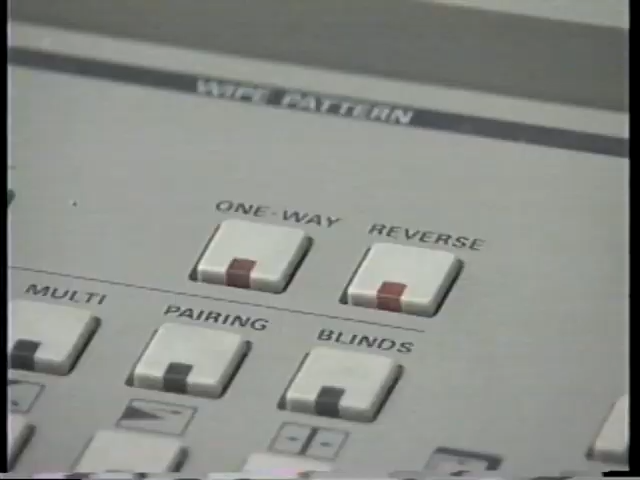 WIPE PATTERN
ONE-WAY
REVERSE
MULTI
PAIRING
BLINDS